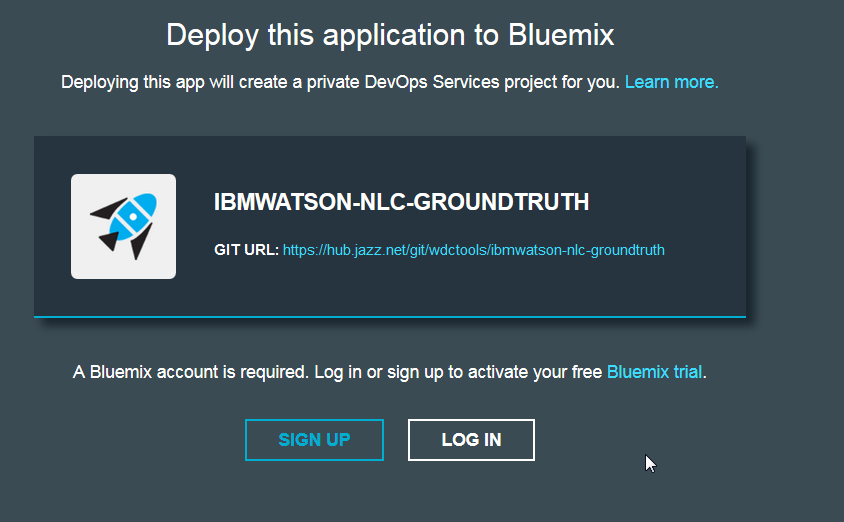 Deploy this application to Bluemix
Deploying this app will create a private DevOps Services project for you. Learn more.
IBMWATSON-NLC-GROUNDTRUTH
GIT URL: https://hub.jazz.net/git/wdctools/ibmwatson-nlc-groundtruth
A Bluemix account is required. Log in or sign up to activate your free Bluemix trial.
SIGN UP LOG IN